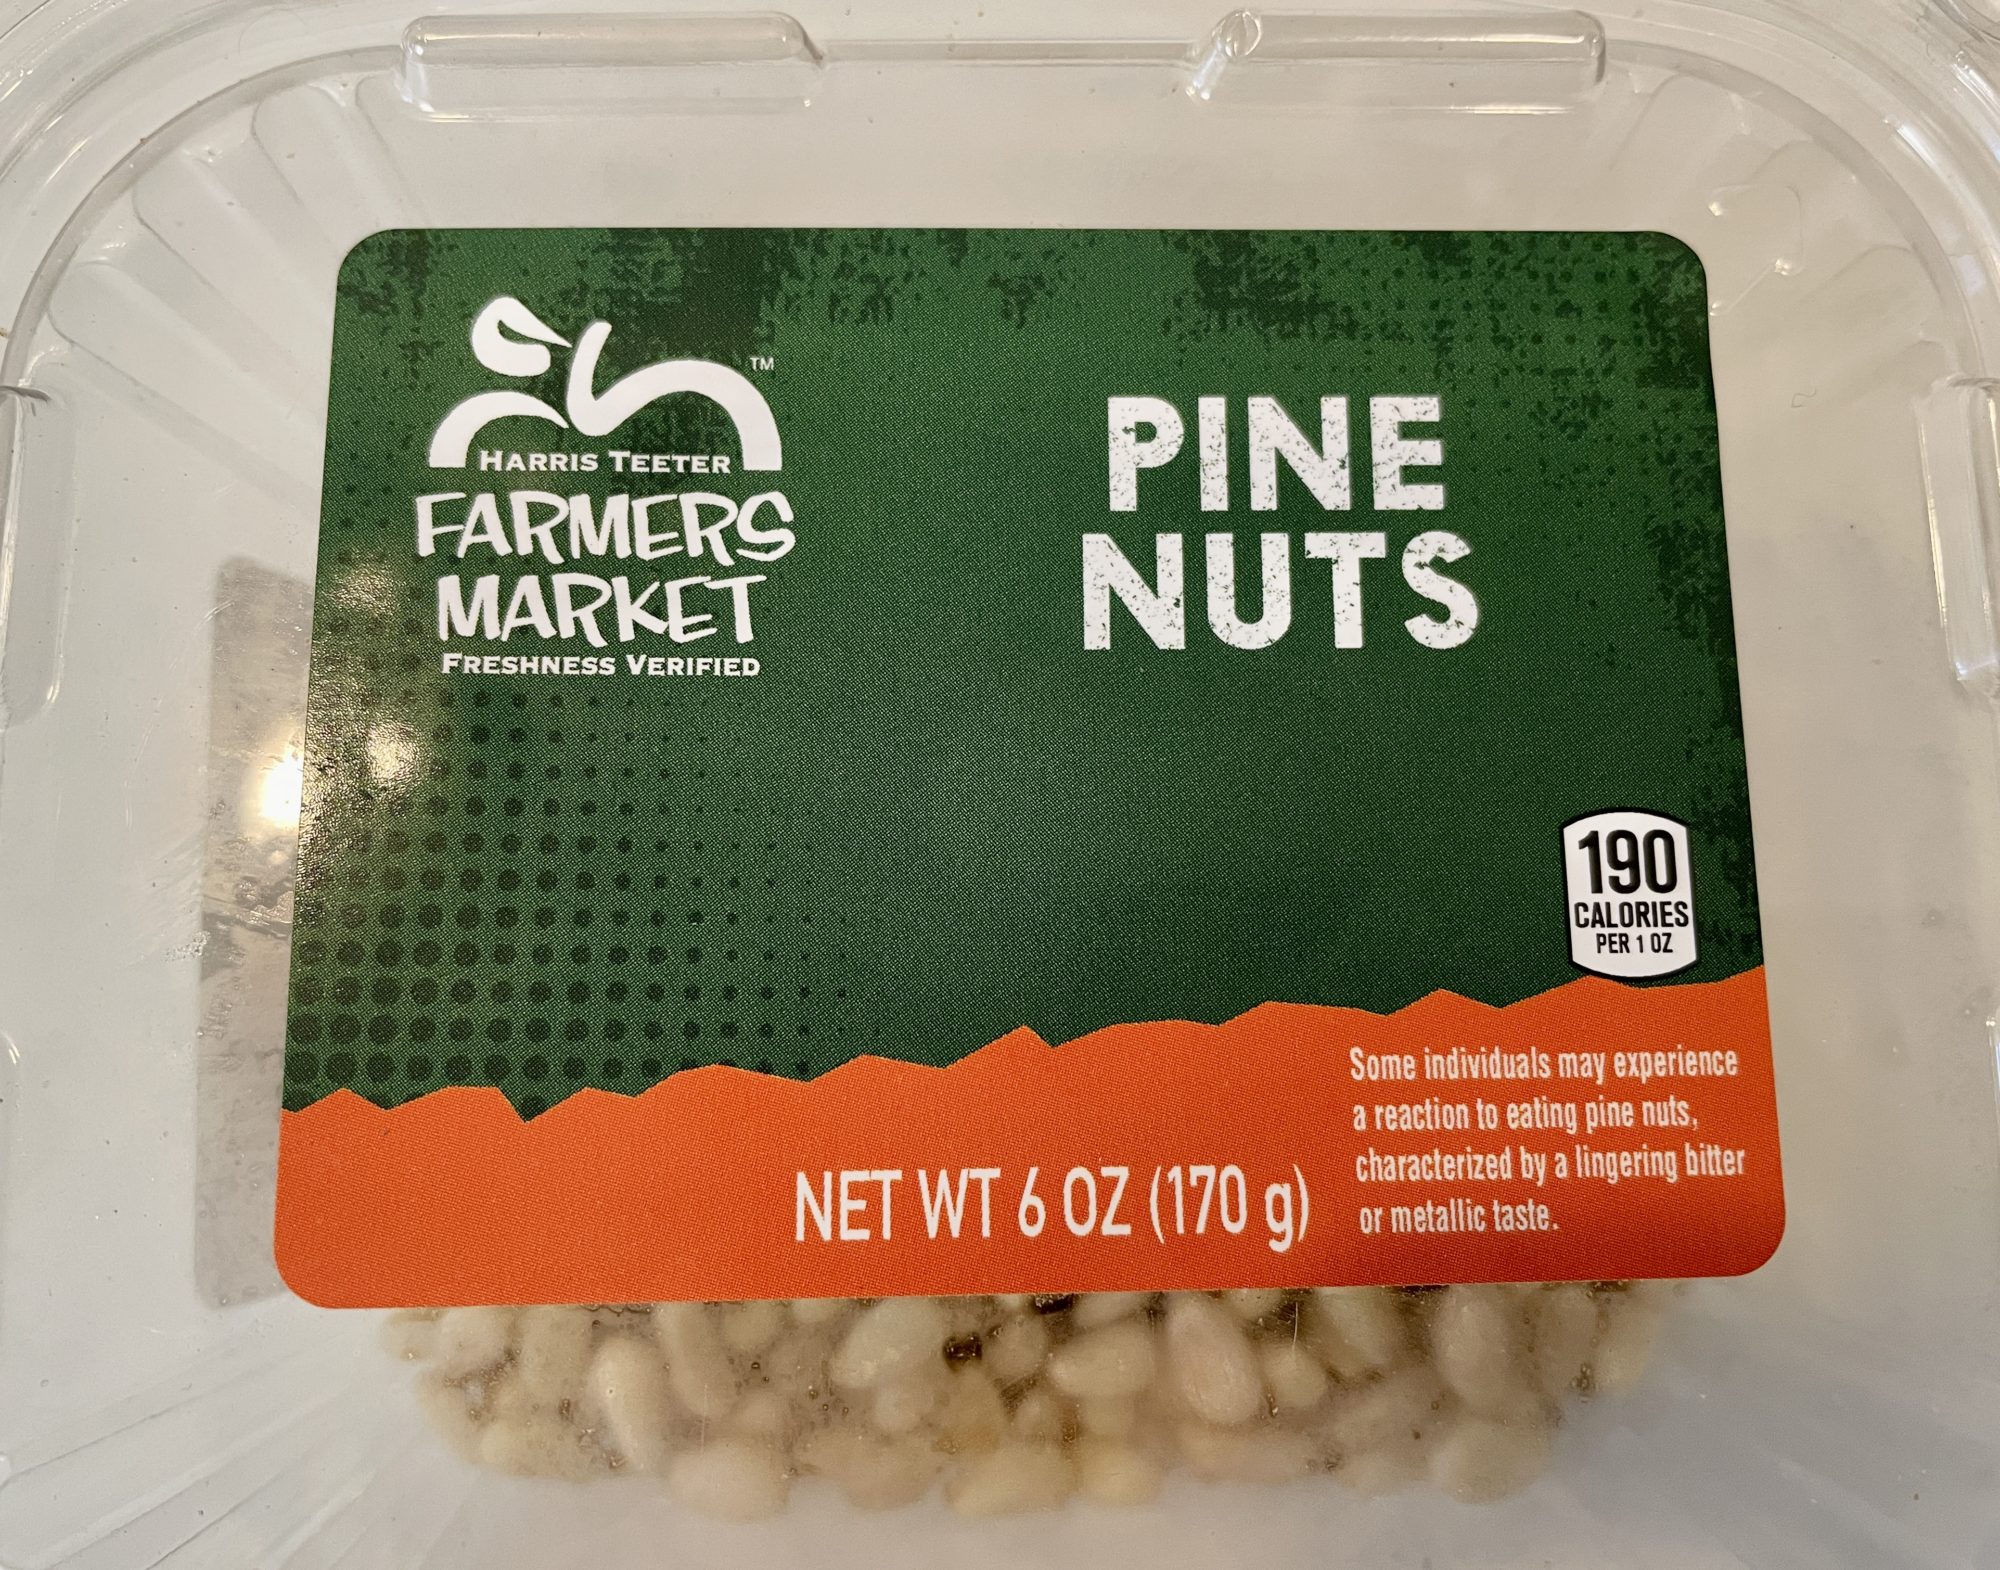 TM
HARRIS TEETER
FARMERS
MARKET
FRESHNESS VERIFIED
PINE
NUTS
190
CALORIES
PER 1 OZ
NET WT 6 OZ (170 g)
Some individuals may experience
a reaction to eating pine nuts,
characterized by a lingering bitter
or metallic taste.